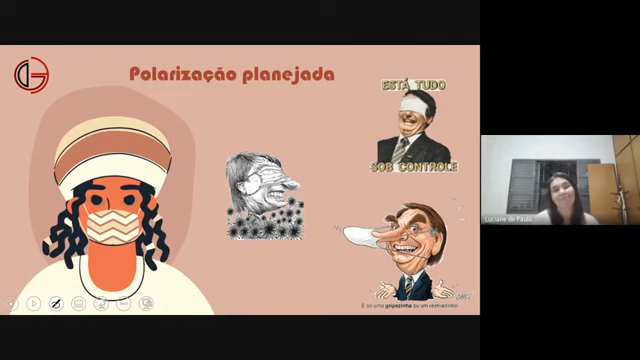 Polarização planejada
ESTÁ TUDO
SOB CONTROLE
É só uma gripezinha ou um resfriadinho!
Luciane de Paula